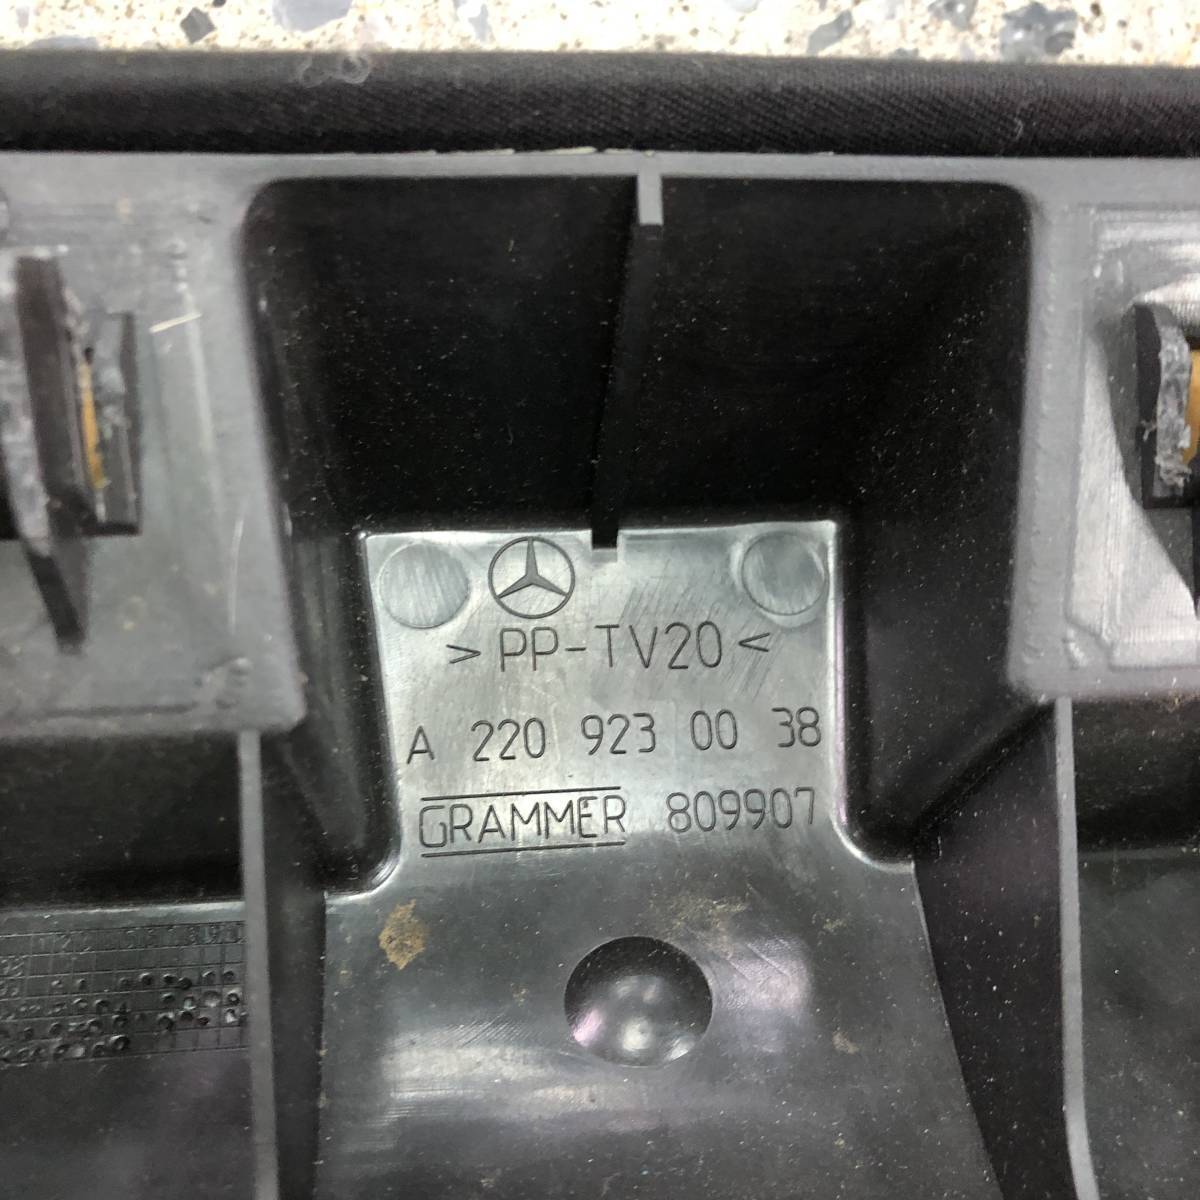 > PP-TV20 <
A 220 923 00 38
GRAMMER 809907